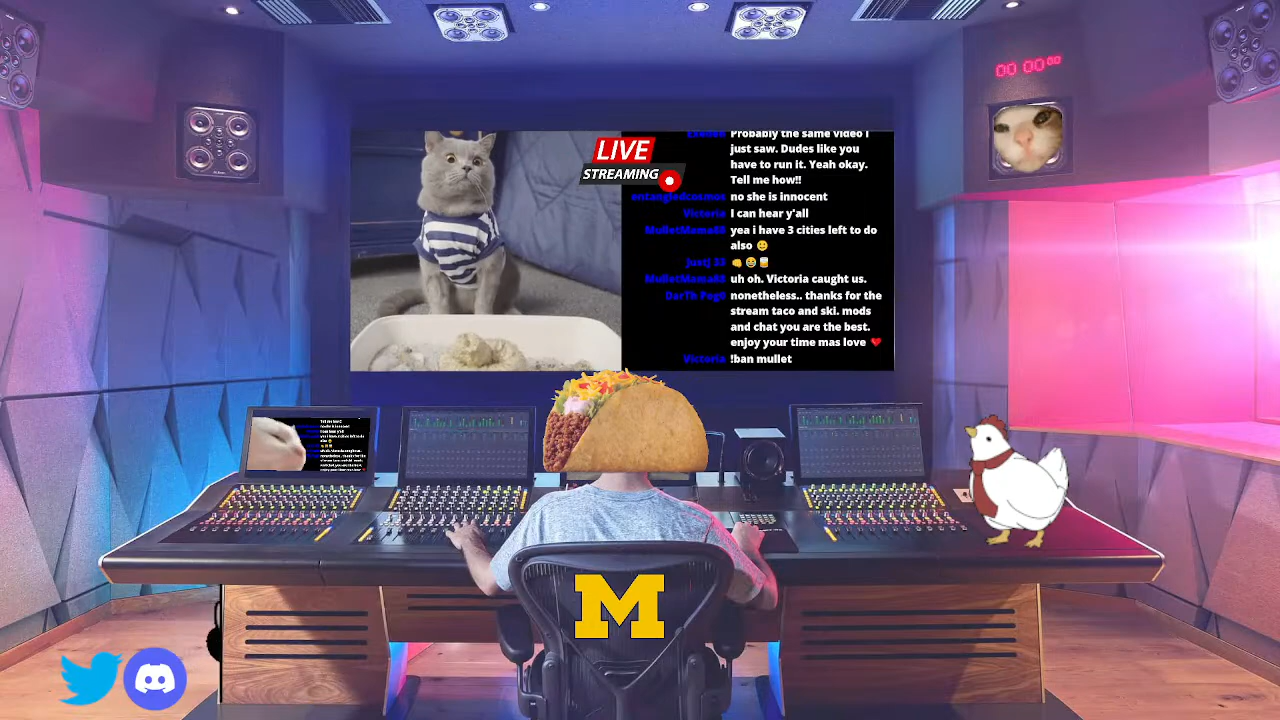 00 00 00
LIVE
STREAMING
Probably the same video I
just saw. Dudes like you
have to run it. Yeah okay.
Tell me how!!
entangledcosmos no she is innocent
Victoria I can hear y'all
MulletMama88 yea i have 3 cities left to do
also 🙂
JustJ 33 👊😆🍺
MulletMama88 uh oh. Victoria caught us.
DarTh Pog0 nonetheless.. thanks for the
stream taco and ski. mods
and chat you are the best.
enjoy your time mas love 💔
Victoria !ban mullet
M